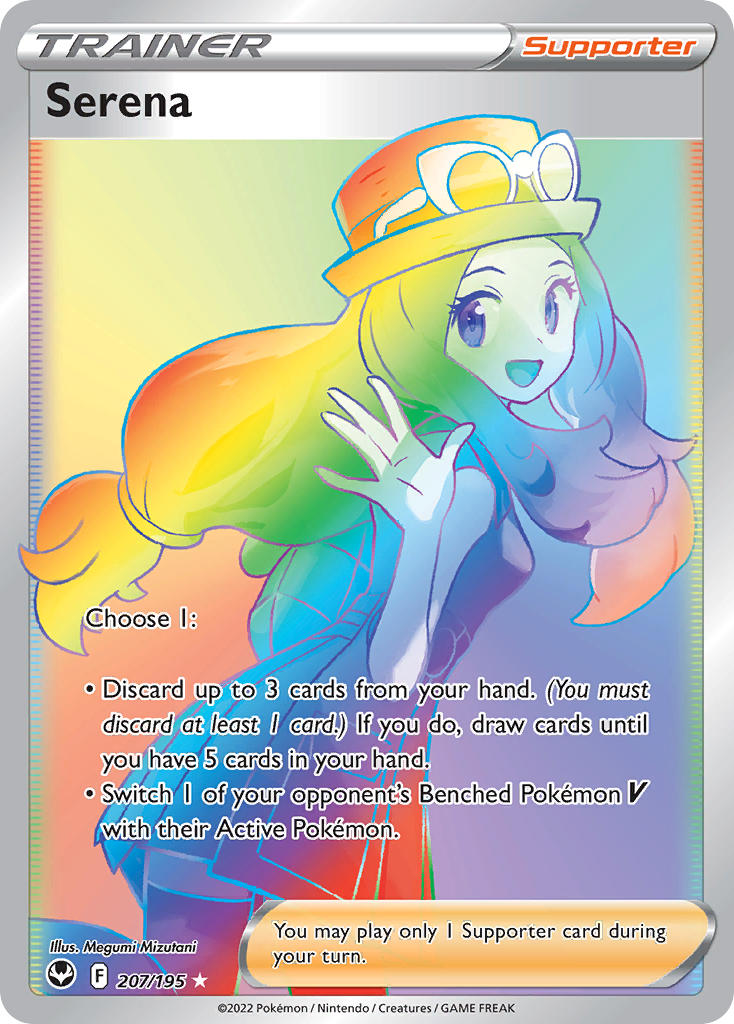 TRAINER
Supporter
Serena
Choose 1:
• Discard up to 3 cards from your hand. (You must
discard at least 1 card.) If you do, draw cards until
you have 5 cards in your hand.
• Switch 1 of your opponent's Benched Pokémon V
with their Active Pokémon.
You may play only 1 Supporter card during
your turn.
Illus. Megumi Mizutani
F 207/195 ★
©2022 Pokémon / Nintendo / Creatures / GAME FREAK